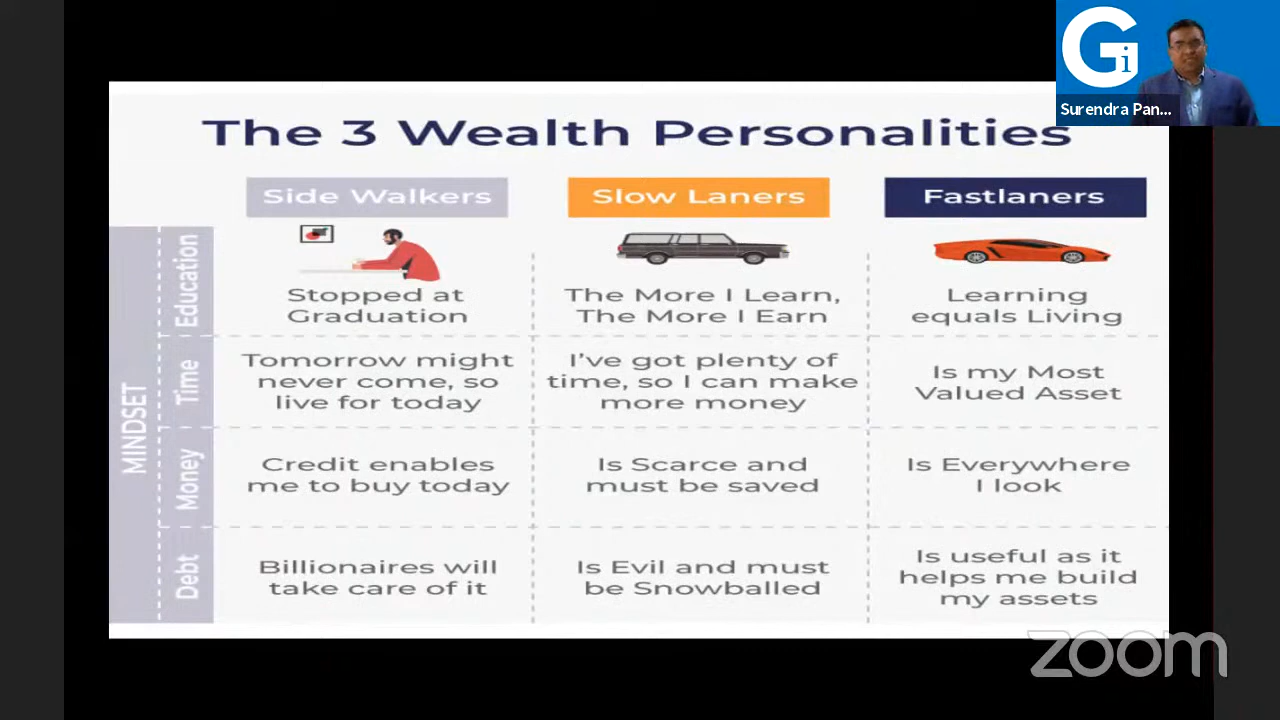 Gi
Surendra Pan...
The 3 Wealth Personalities
Side Walkers
Slow Laners
Fastlaners
MINDSET
Education
Stopped at
Graduation
The More I Learn,
The More I Earn
Learning
equals Living
Time
Tomorrow might
never come, so
live for today
I've got plenty of
time, so I can make
more money
Is my Most
Valued Asset
Money
Credit enables
me to buy today
Is Scarce and
must be saved
Is Everywhere
I look
Debt
Billionaires will
take care of it
Is Evil and must
be Snowballed
Is useful as it
helps me build
my assets
zoom